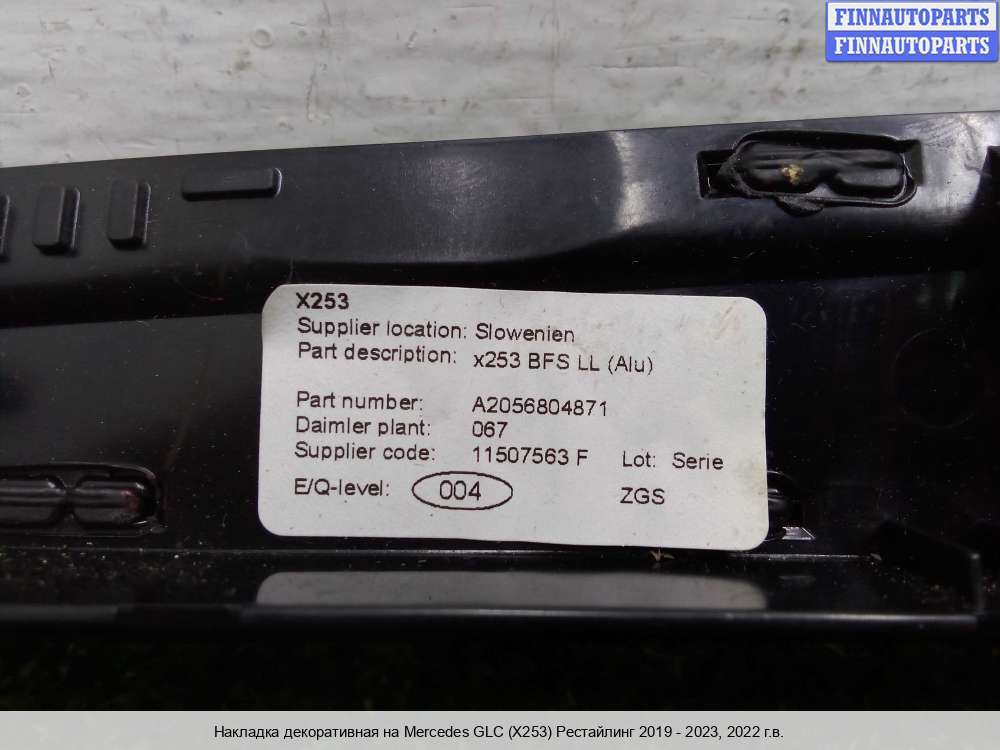 FINNAUTOPARTS
FINNAUTOPARTS
X253
Supplier location: Slowenien
Part description: x253 BFS LL (Alu)
Part number: A2056804871
Daimler plant: 067
Supplier code: 11507563 F Lot: Serie
E/Q-level: 004 ZGS
Накладка декоративная на Mercedes GLC (X253) Рестайлинг 2019 - 2023, 2022 г.в.